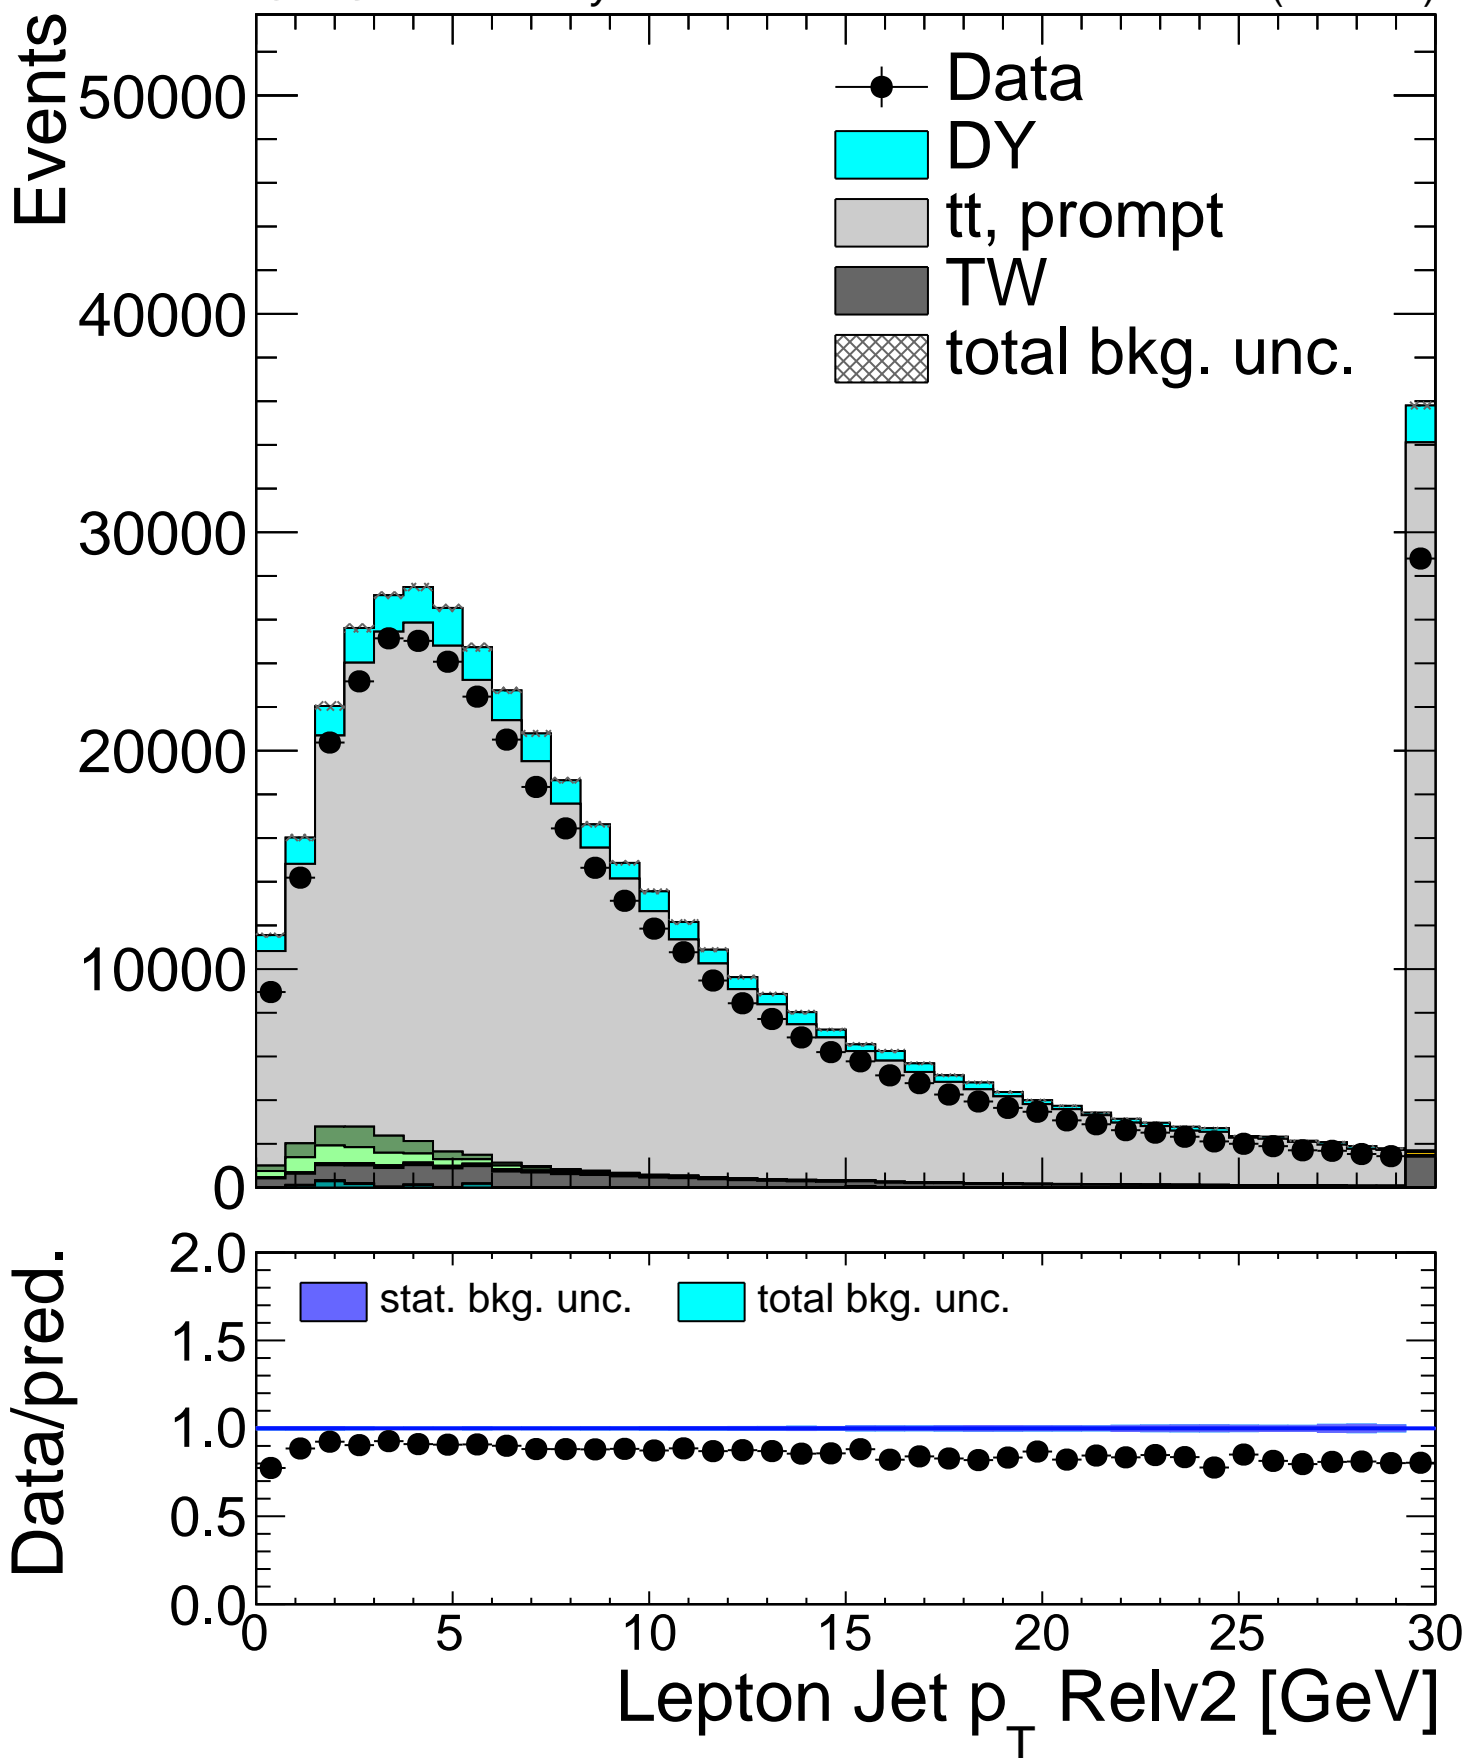 Events
50000
40000
30000
20000
10000
0
Data
DY
tt, prompt
TW
total bkg. unc.
Data/pred.
2.0
1.5
1.0
0.5
0.0
stat. bkg. unc.
total bkg. unc.
0 5 10 15 20 25 30
Lepton Jet p_T Relv2 [GeV]